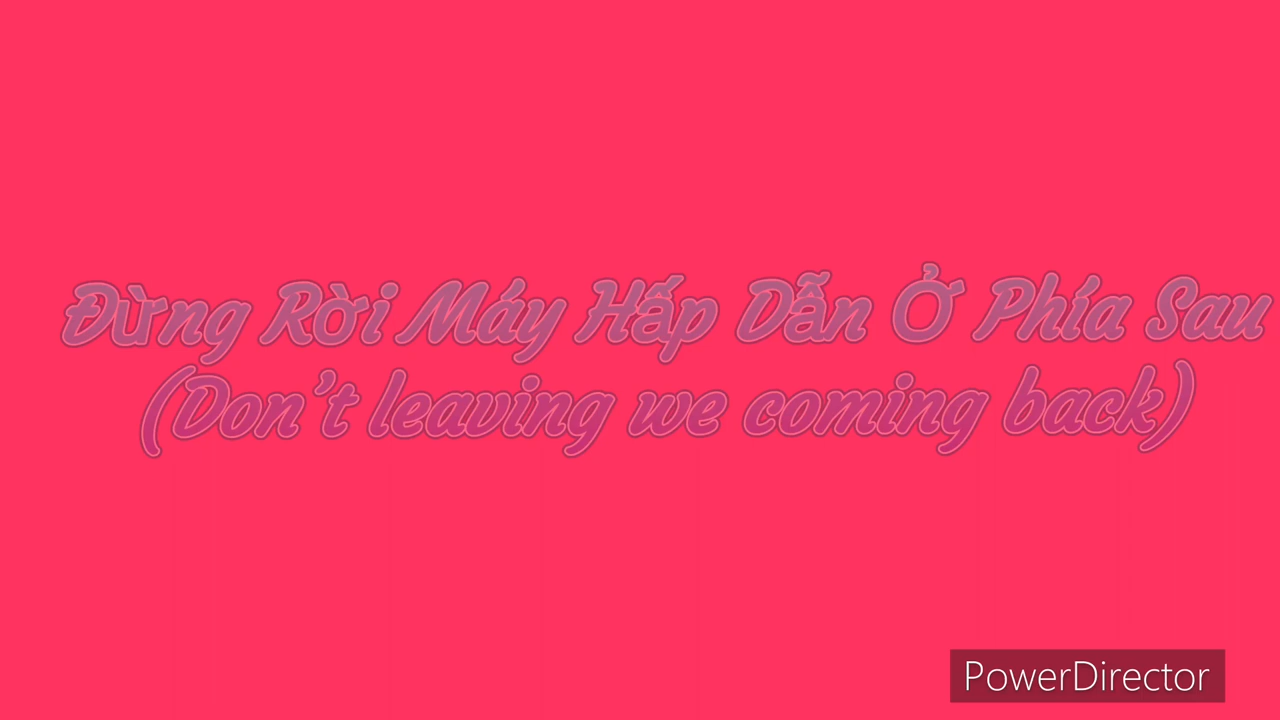 Đừng Rời Máy Hấp Dẫn Ở Phía Sau
(Don't leaving we coming back)
PowerDirector